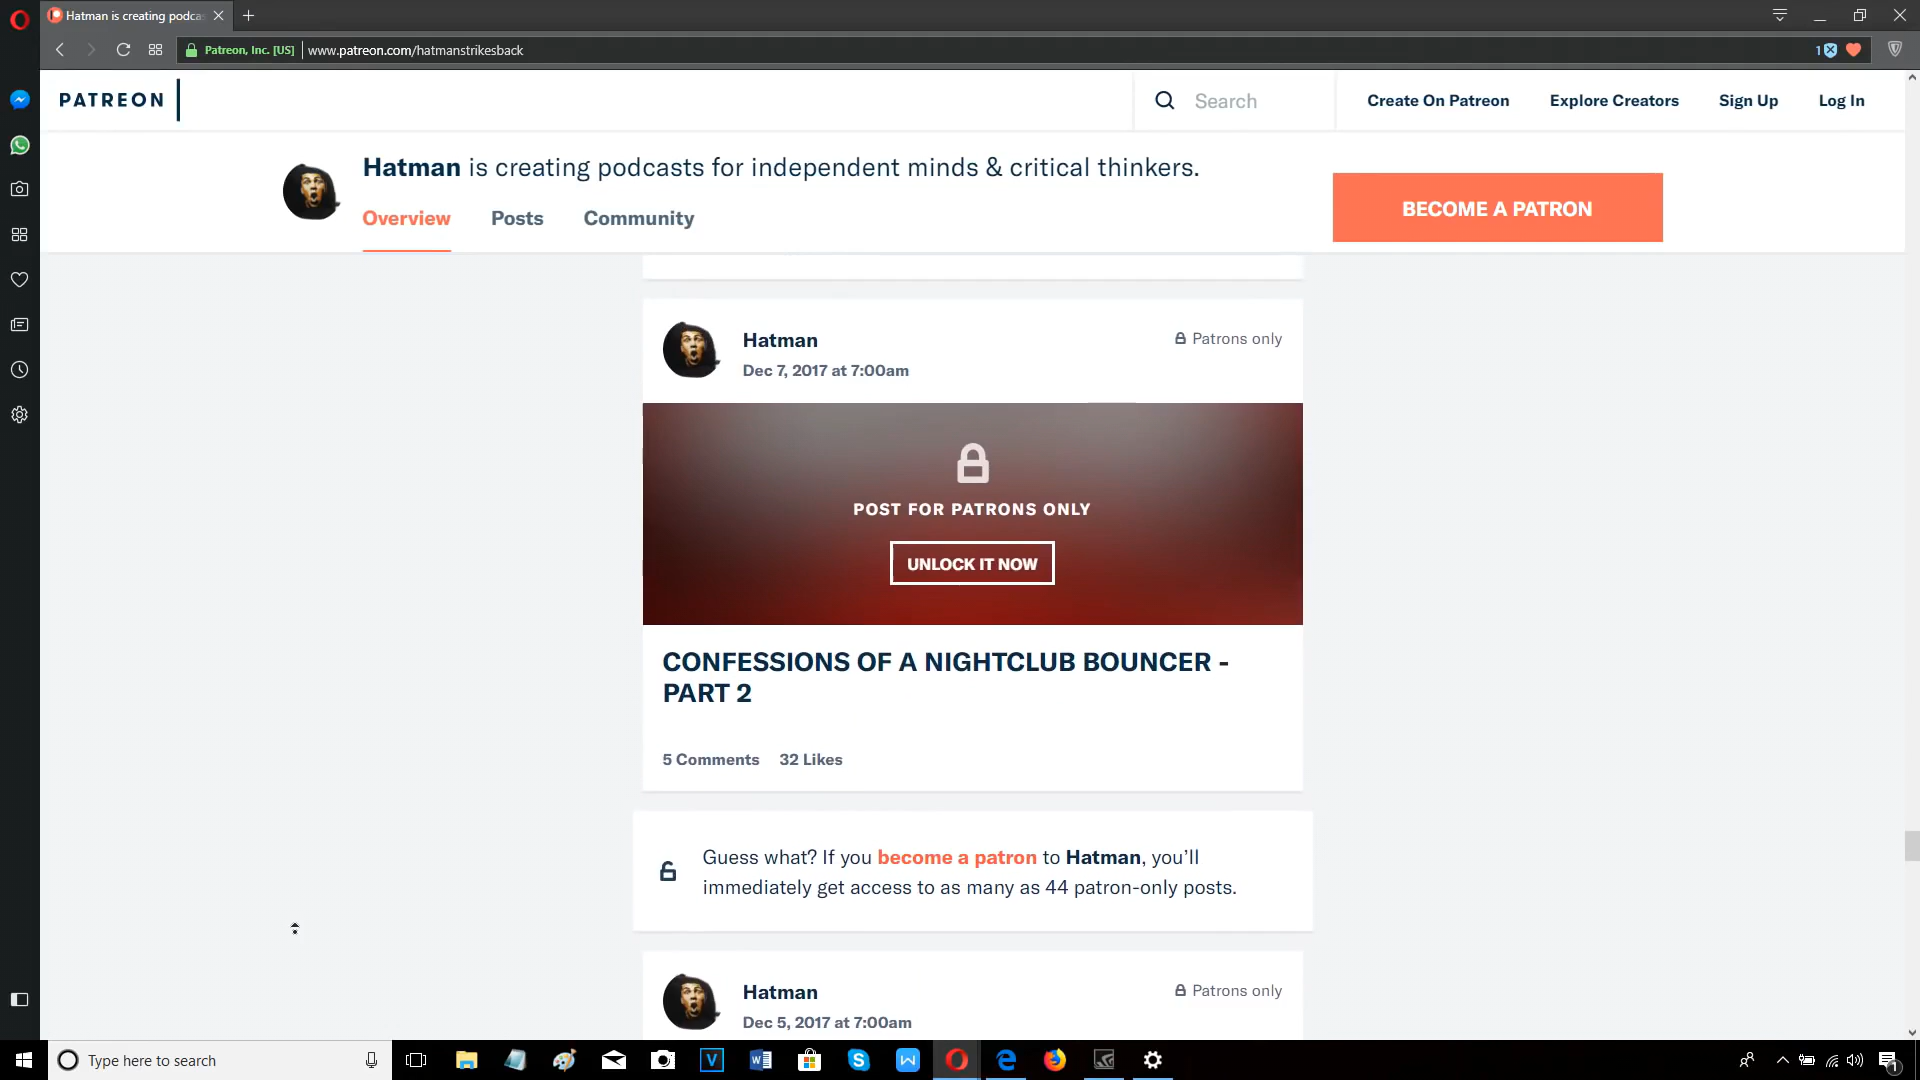 Hatman is creating podca
Patreon, Inc. [US]
www.patreon.com/hatmanstrikesback
1
PATREON
Search
Create On Patreon
Explore Creators
Sign Up
Log In
Hatman is creating podcasts for independent minds & critical thinkers.
Overview
Posts
Community
BECOME A PATRON
Hatman
Patrons only
Dec 7, 2017 at 7:00am
POST FOR PATRONS ONLY
UNLOCK IT NOW
CONFESSIONS OF A NIGHTCLUB BOUNCER -
PART 2
5 Comments
32 Likes
Guess what? If you become a patron to Hatman, you'll
immediately get access to as many as 44 patron-only posts.
Hatman
Patrons only
Dec 5, 2017 at 7:00am
Type here to search
1